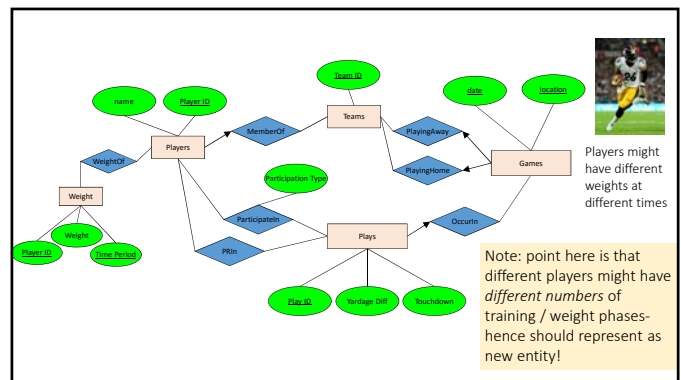 Team ID
date
location
name
Player ID
26
Teams
MemberOf
PlayingAway
Players
Games
Players might
have different
weights at
different times
WeightOf
PlayingHome
Participation Type
Weight
ParticipateIn
OccurIn
Weight
Plays
Player ID
Time Period
PRIn
Note: point here is that
different players might have
different numbers of
training / weight phases-
hence should represent as
new entity!
Play ID
Yardage Diff
Touchdown